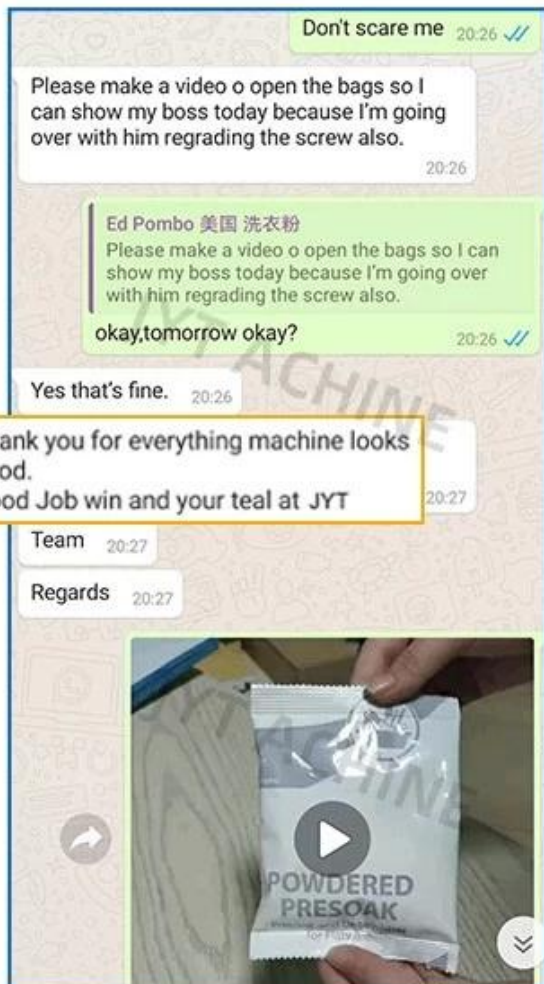 Don't scare me 20:26
Please make a video o open the bags so I
can show my boss today because I'm going
over with him regrading the screw also.
20:26
Ed Pombo 美国 洗衣粉
Please make a video o open the bags so I can
show my boss today because I'm going over
with him regrading the screw also.
okay,tomorrow okay? 20:26
Yes that's fine. 20:26
ank you for everything machine looks
od.
od Job win and your teal at JYT
20:27
Team 20:27
Regards 20:27
JYT ACHINE
POWDERED
PRESOAK